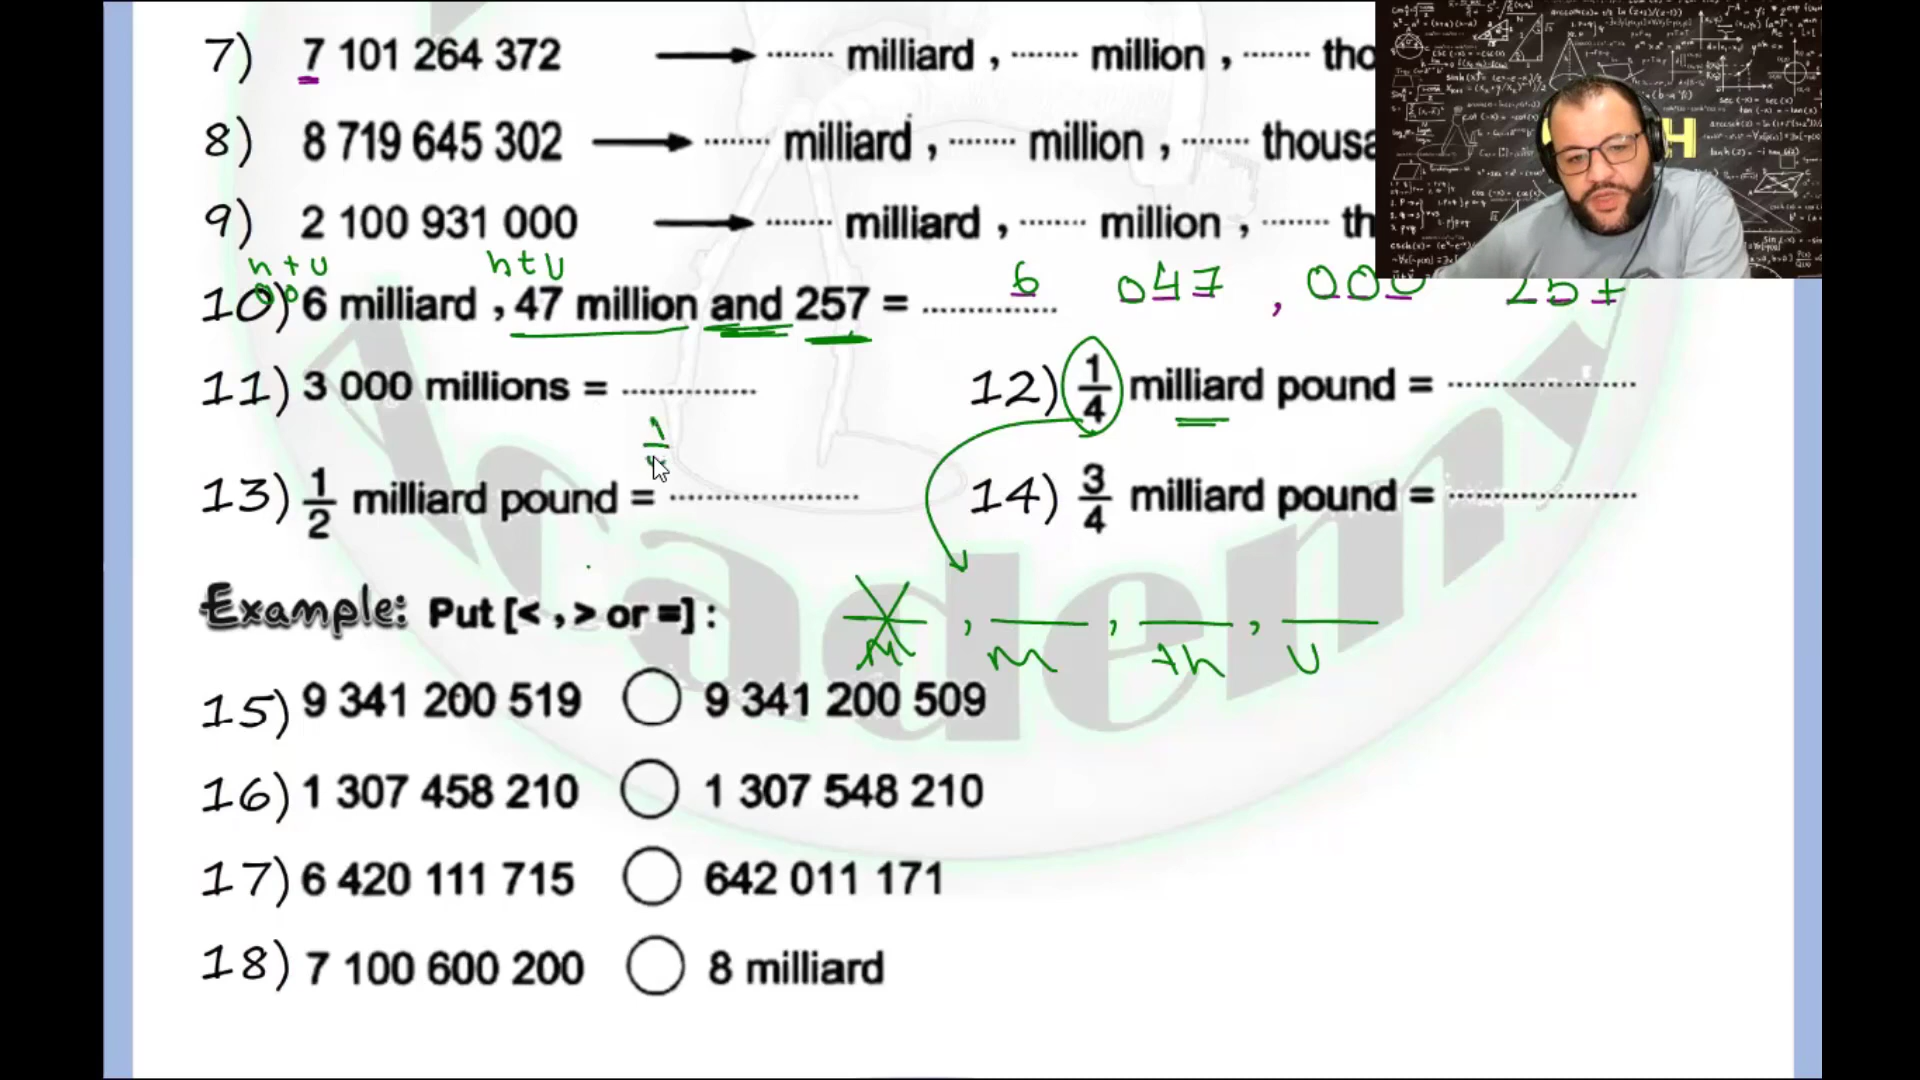 7) 7 101 264 372 → ········ milliard , ········ million , ········ tho
8) 8 719 645 302 → ········ milliard , ········ million , ········ thousa
9) 2 100 931 000 → ········ milliard , ········ million , ········ th
h t u h t u
00
10) 6 milliard , 47 million and 257 = ················ 6 047 , 000 257
11) 3 000 millions = ················
12) 1/4 milliard pound = ····················
1
13) 1/2 milliard pound = ····················
14) 3/4 milliard pound = ····················
Example: Put [< , > or =] :
, , ,
M m th U
15) 9 341 200 519 ◯ 9 341 200 509
16) 1 307 458 210 ◯ 1 307 548 210
17) 6 420 111 715 ◯ 642 011 171
18) 7 100 600 200 ◯ 8 milliard
Academy